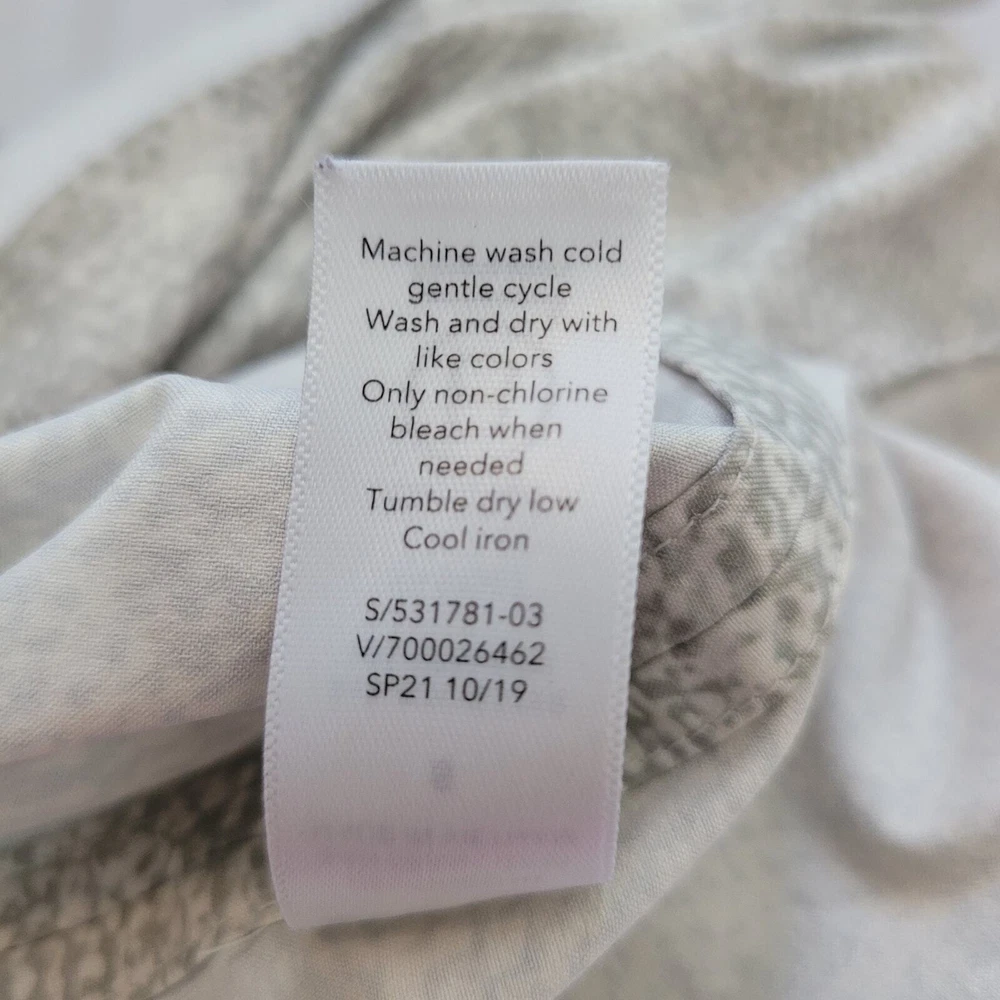 Machine wash cold
gentle cycle
Wash and dry with
like colors
Only non-chlorine
bleach when
needed
Tumble dry low
Cool iron
S/531781-03
V/700026462
SP21 10/19